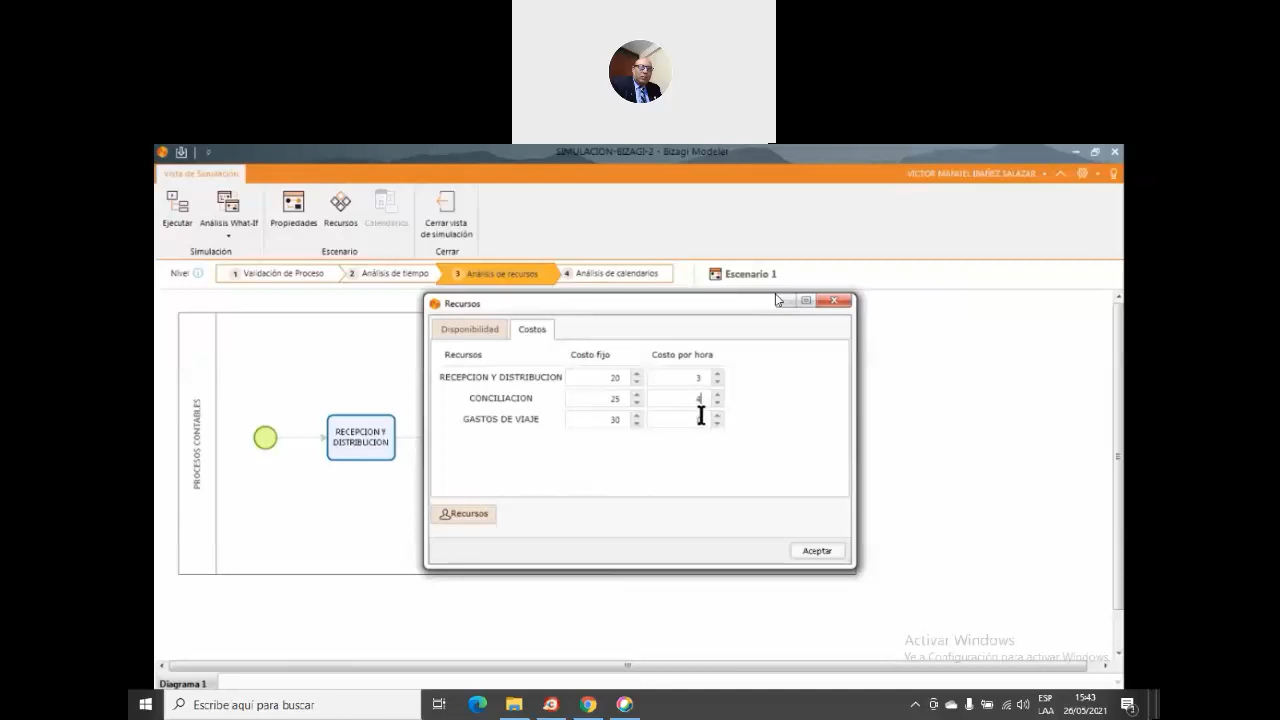 SIMULACION-BIZAGI-2 - Bizagi Modeler
Vista de Simulación
VICTOR MANUEL IBAÑEZ SALAZAR
Ejecutar
Análisis What-If
Propiedades
Recursos
Calendarios
Cerrar vista
de simulación
Simulación
Escenario
Cerrar
Nivel
1 Validación de Proceso
2 Análisis de tiempo
3 Análisis de recursos
4 Análisis de calendarios
Escenario 1
Recursos
Disponibilidad
Costos
Recursos Costo fijo Costo por hora
RECEPCION Y DISTRIBUCION 20 3
CONCILIACION 25 4
GASTOS DE VIAJE 30
Recursos
Aceptar
PROCESOS CONTABLES
RECEPCION Y
DISTRIBUCION
Activar Windows
Ve a Configuración para activar Windows.
Diagrama 1
Escribe aquí para buscar
ESP
LAA
15:43
26/05/2021